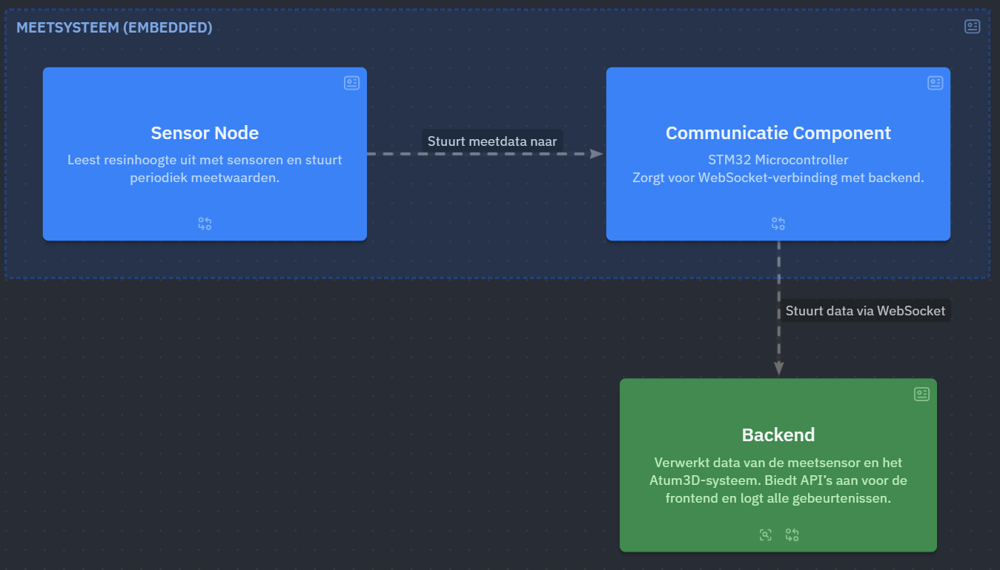 MEETSYSTEEM (EMBEDDED)
Sensor Node
Leest resinhoogte uit met sensoren en stuurt
periodiek meetwaarden.
Stuurt meetdata naar
Communicatie Component
STM32 Microcontroller
Zorgt voor WebSocket-verbinding met backend.
Stuurt data via WebSocket
Backend
Verwerkt data van de meetsensor en het
Atum3D-systeem. Biedt API’s aan voor de
frontend en logt alle gebeurtenissen.